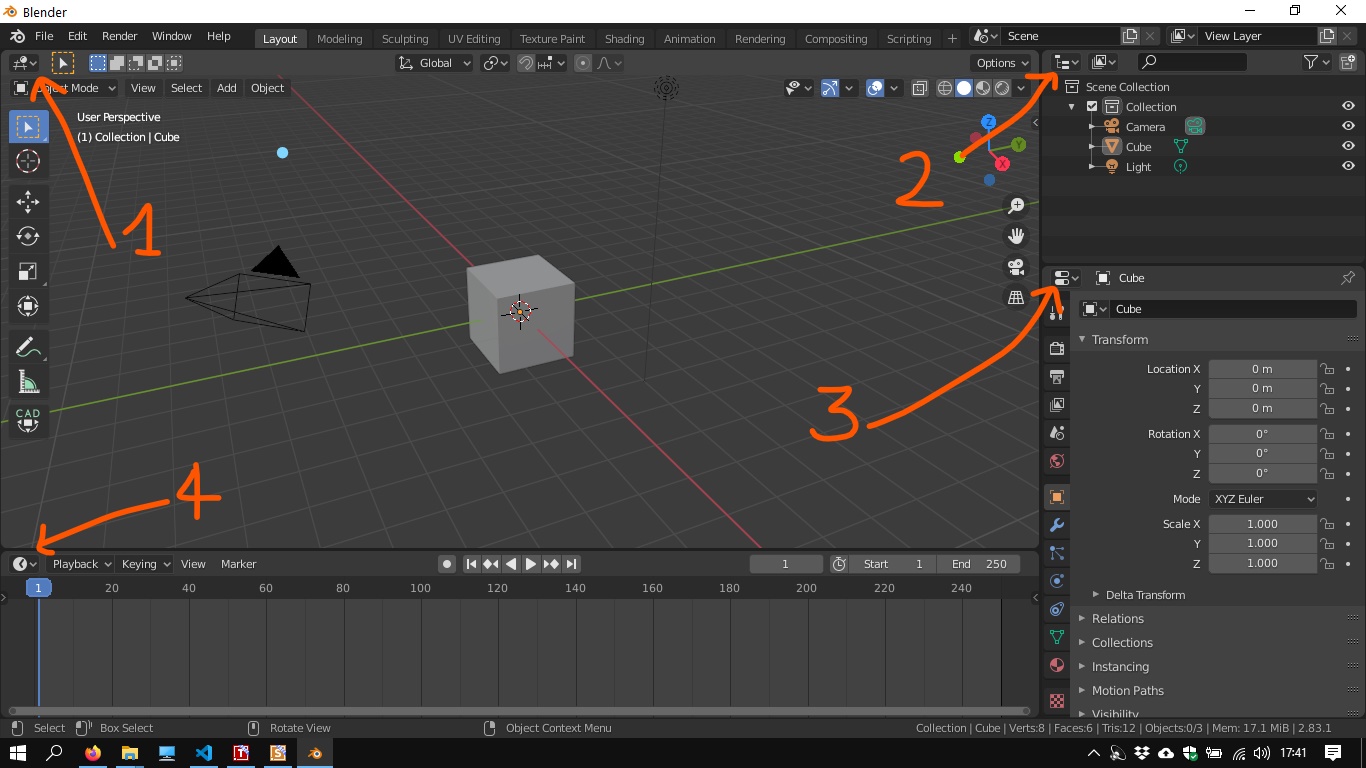 Blender
File Edit Render Window Help Layout Modeling Sculpting UV Editing Texture Paint Shading Animation Rendering Compositing Scripting + Scene View Layer
Global Options
Object Mode View Select Add Object
User Perspective
(1) Collection | Cube
Z
Y
X
1
2
3
4
CAD
Scene Collection
Collection
Camera
Cube
Light
Cube
Cube
Transform
Location X 0 m
Y 0 m
Z 0 m
Rotation X 0°
Y 0°
Z 0°
Mode XYZ Euler
Scale X 1.000
Y 1.000
Z 1.000
Delta Transform
Relations
Collections
Instancing
Motion Paths
Visibility
Playback Keying View Marker 1 Start 1 End 250
1 20 40 60 80 100 120 140 160 180 200 220 240
Select Box Select Rotate View Object Context Menu Collection | Cube | Verts:8 | Faces:6 | Tris:12 | Objects:0/3 | Mem: 17.1 MiB | 2.83.1
17:41